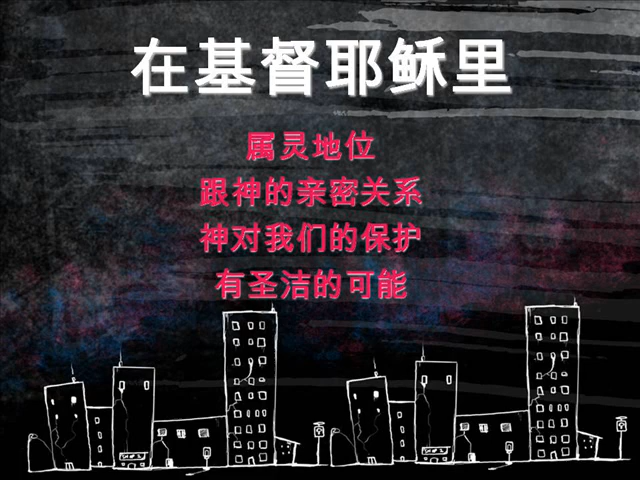 在基督耶稣里
属灵地位
跟神的亲密关系
神对我们的保护
有圣洁的可能